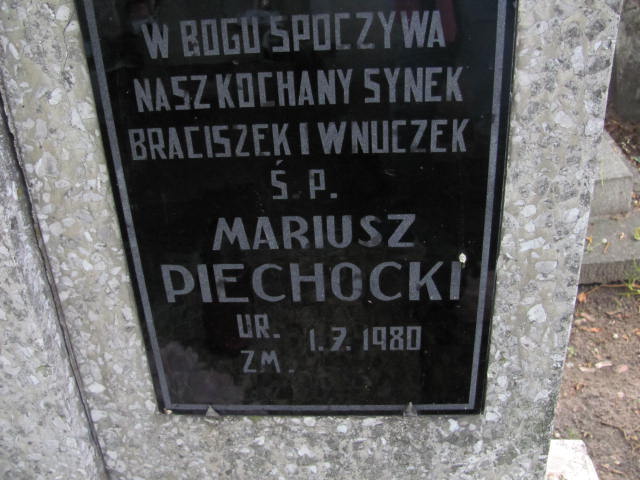 W BOGU SPOCZYWA
NASZ KOCHANY SYNEK
BRACISZEK I WNUCZEK
Ś. P.
MARIUSZ
PIECHOCKI
UR.
ZM. 1.7.1980